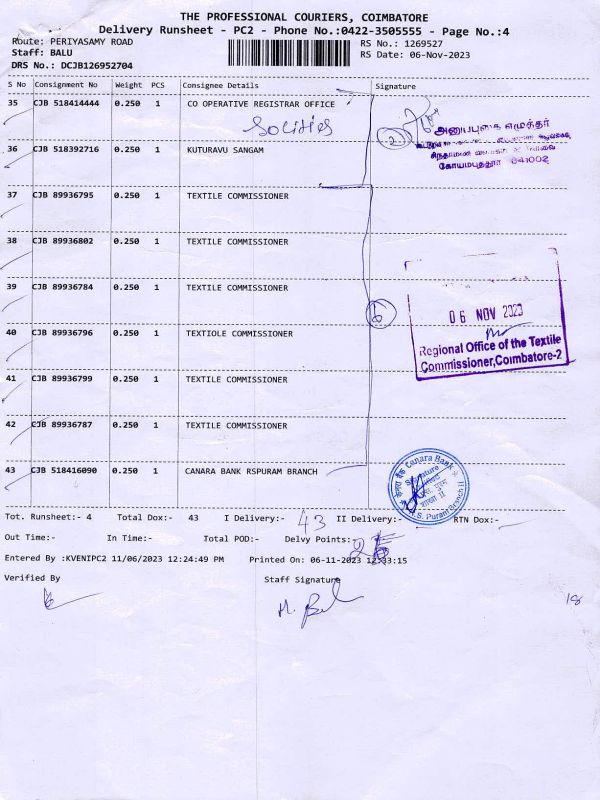 THE PROFESSIONAL COURIERS, COIMBATORE
Delivery Runsheet - PC2 - Phone No.:0422-3505555 - Page No.:4
Route: PERIYASAMY ROAD
RS No.: 1269527
Staff: BALU
RS Date: 06-Nov-2023
DRS No.: DCJB126952704
S No Consignment No Weight PCS Consignee Details Signature
35 CJB 518414444 0.250 1 CO OPERATIVE REGISTRAR OFFICE
Socities
2
அனுப்புகை எழுத்தர்
கோயமபுத்தூர் 641002
36 CJB 518392716 0.250 1 KUTURAVU SANGAM
37 CJB 89936795 0.250 1 TEXTILE COMMISSIONER
38 CJB 89936802 0.250 1 TEXTILE COMMISSIONER
39 CJB 89936784 0.250 1 TEXTILE COMMISSIONER
6
06 NOV 2023
Regional Office of the Textile
Commissioner,Coimbatore-2
40 CJB 89936796 0.250 1 TEXTIOLE COMMISSIONER
41 CJB 89936799 0.250 1 TEXTILE COMMISSIONER
42 CJB 89936787 0.250 1 TEXTILE COMMISSIONER
43 CJB 518416090 0.250 1 CANARA BANK RSPURAM BRANCH
Canara Bank
R.S. Puram Branch II
Tot. Runsheet:- 4 Total Dox:- 43 I Delivery:- 43 II Delivery:- RTN Dox:-
Out Time:- In Time:- Total POD:- Delvy Points:
Entered By :KVENIPC2 11/06/2023 12:24:49 PM Printed On: 06-11-2023 12:33:15
Verified By Staff Signature
18